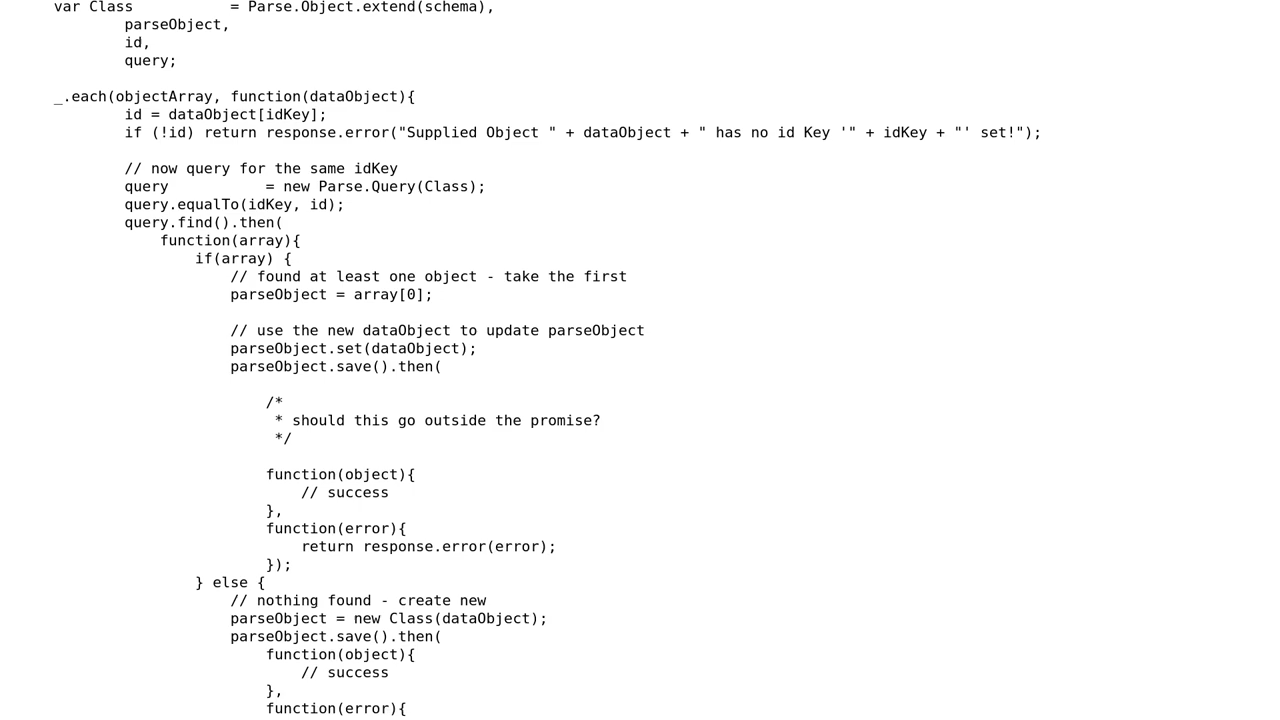 var Class           = Parse.Object.extend(schema),
        parseObject,
        id,
        query;

_.each(objectArray, function(dataObject){
        id = dataObject[idKey];
        if (!id) return response.error("Supplied Object " + dataObject + " has no id Key '" + idKey + "' set!");

        // now query for the same idKey
        query           = new Parse.Query(Class);
        query.equalTo(idKey, id);
        query.find().then(
            function(array){
                if(array) {
                    // found at least one object - take the first
                    parseObject = array[0];

                    // use the new dataObject to update parseObject
                    parseObject.set(dataObject);
                    parseObject.save().then(

                        /*
                         * should this go outside the promise?
                         */

                        function(object){
                            // success
                        },
                        function(error){
                            return response.error(error);
                        });
                } else {
                    // nothing found - create new
                    parseObject = new Class(dataObject);
                    parseObject.save().then(
                        function(object){
                            // success
                        },
                        function(error){